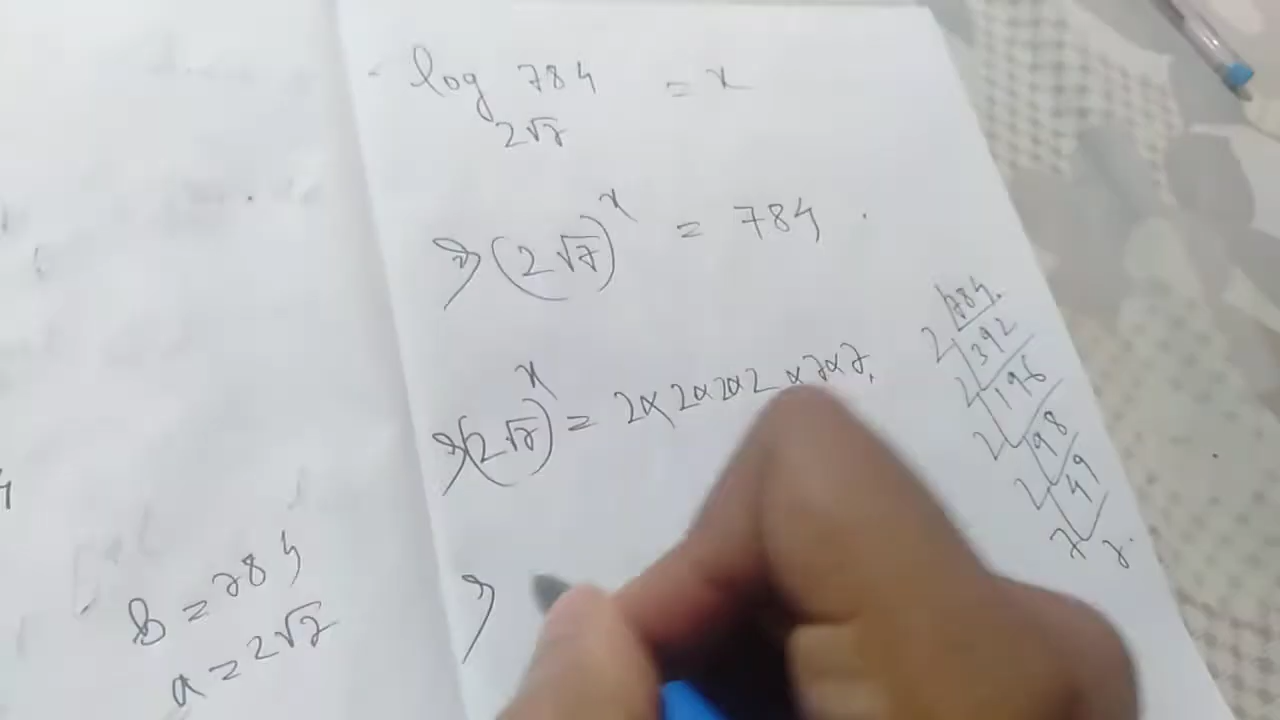 log 784 = x
2√7
⇒ (2√7)^x = 784
⇒ (2√7)^x = 2×2×2×2×7×7
⇒
2 784
2 392
2 196
2 98
7 49
7
b = 784
a = 2√7